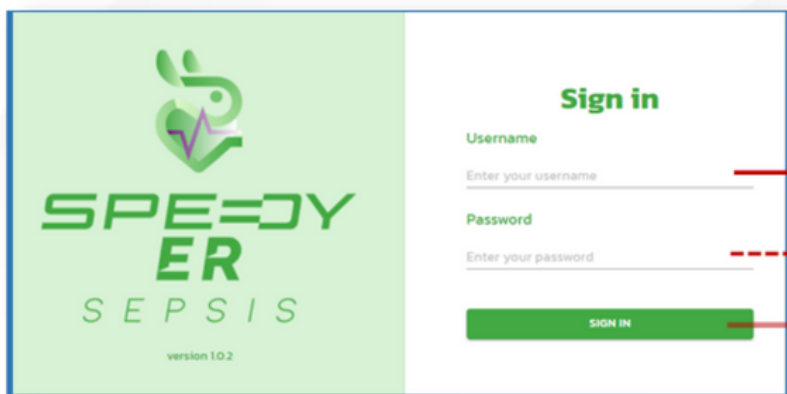 SPEEDY
ER
SEPSIS
version 1.0.2
Sign in
Username
Enter your username
Password
Enter your password
SIGN IN